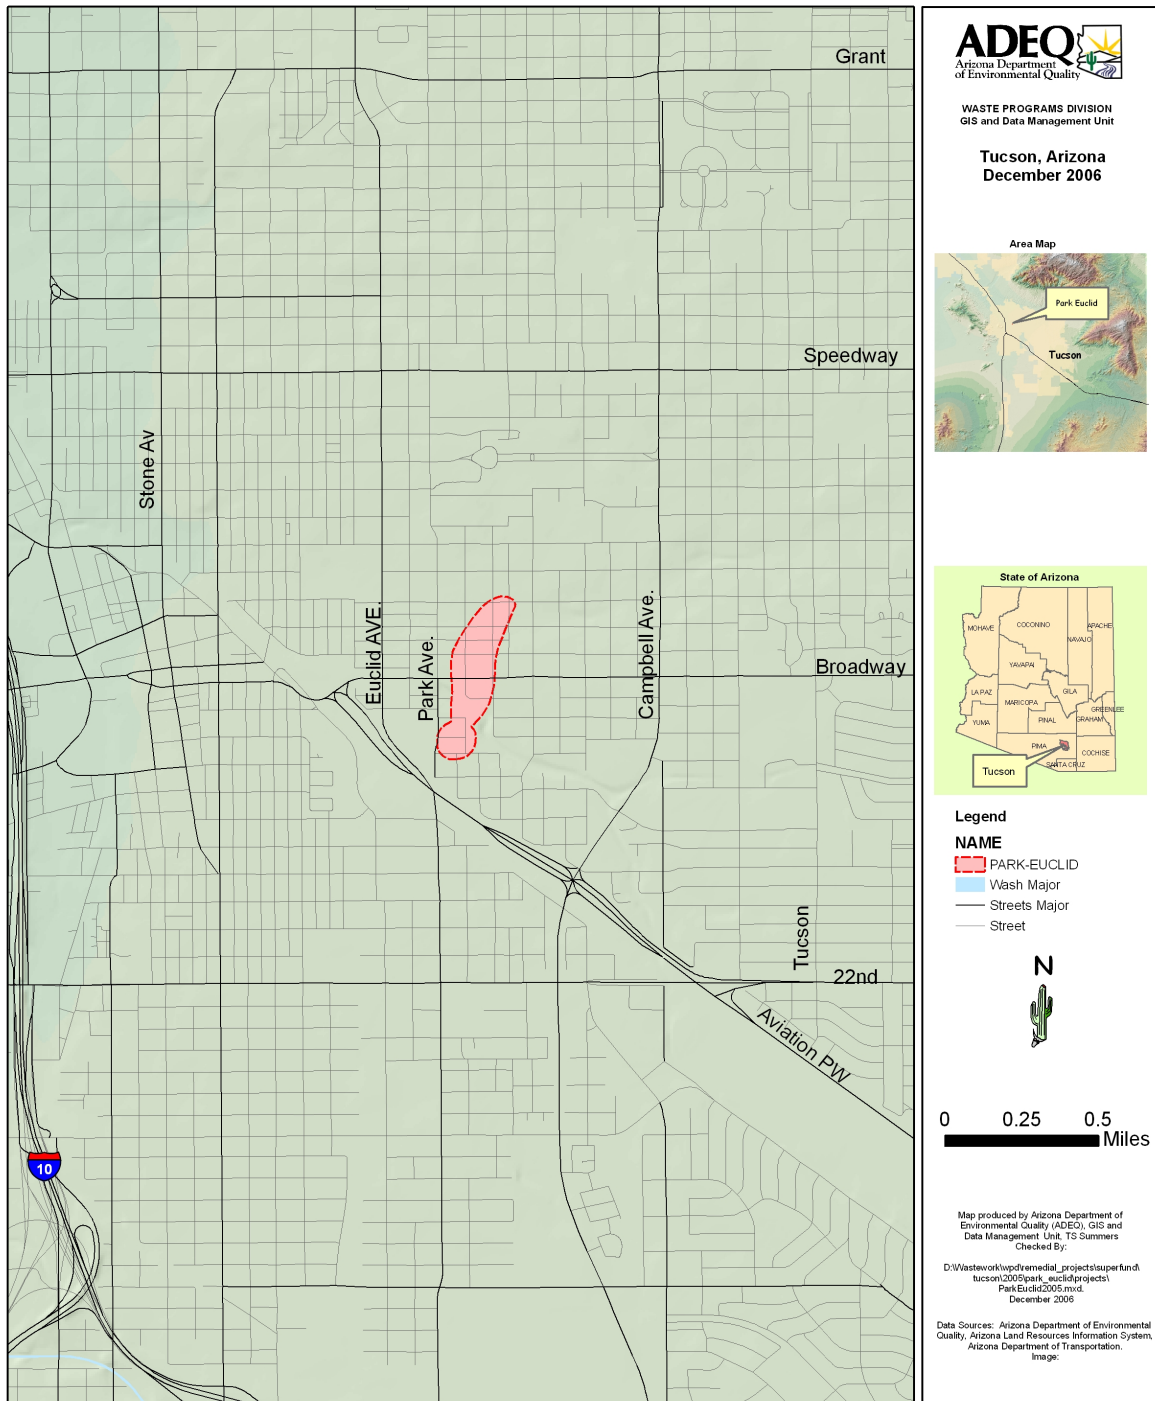 Grant
Speedway
Stone Av
Euclid AVE.
Park Ave.
Campbell Ave.
Broadway
Tucson
22nd
Aviation PW
10
ADEQ
Arizona Department
of Environmental Quality
WASTE PROGRAMS DIVISION
GIS and Data Management Unit
Tucson, Arizona
December 2006
Area Map
Park Euclid
Tucson
State of Arizona
MOHAVE
COCONINO
NAVAJO
APACHE
YAVAPAI
LA PAZ
MARICOPA
GILA
GREENLEE
YUMA
PINAL
GRAHAM
PIMA
COCHISE
SANTA CRUZ
Tucson
Legend
NAME
PARK-EUCLID
Wash Major
Streets Major
Street
N
0 0.25 0.5
Miles
Map produced by Arizona Department of
Environmental Quality (ADEQ), GIS and
Data Management Unit, TS Summers
Checked By:
D:\Wastework\wpd\remedial_projects\superfund\
tucson\2005\park_euclid\projects\
ParkEuclid2005.mxd.
December 2006
Data Sources: Arizona Department of Environmental
Quality, Arizona Land Resources Information System,
Arizona Department of Transportation.
Image: